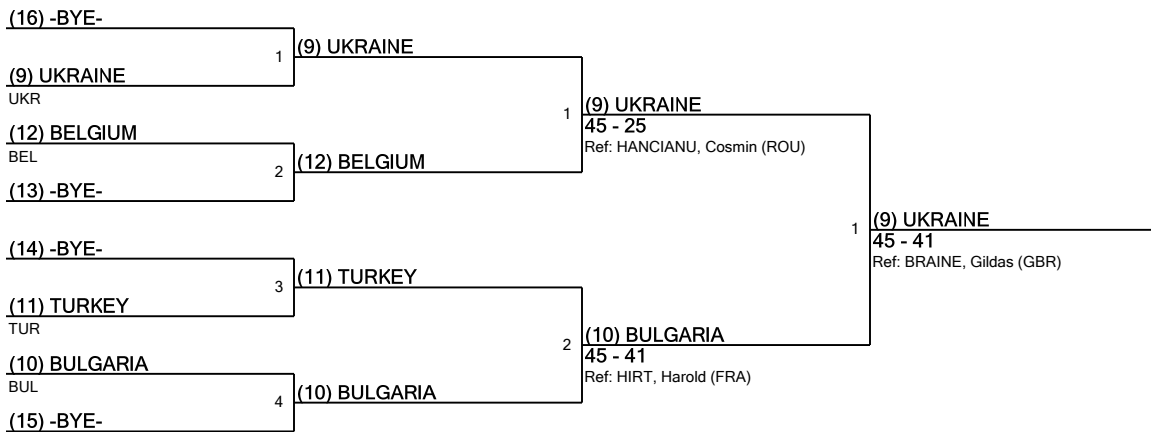 (16) -BYE-
(9) UKRAINE
UKR
(12) BELGIUM
BEL
(13) -BYE-
(14) -BYE-
(11) TURKEY
TUR
(10) BULGARIA
BUL
(15) -BYE-
1
(9) UKRAINE
2
(12) BELGIUM
3
(11) TURKEY
4
(10) BULGARIA
1
(9) UKRAINE
45 - 25
Ref: HANCIANU, Cosmin (ROU)
2
(10) BULGARIA
45 - 41
Ref: HIRT, Harold (FRA)
1
(9) UKRAINE
45 - 41
Ref: BRAINE, Gildas (GBR)